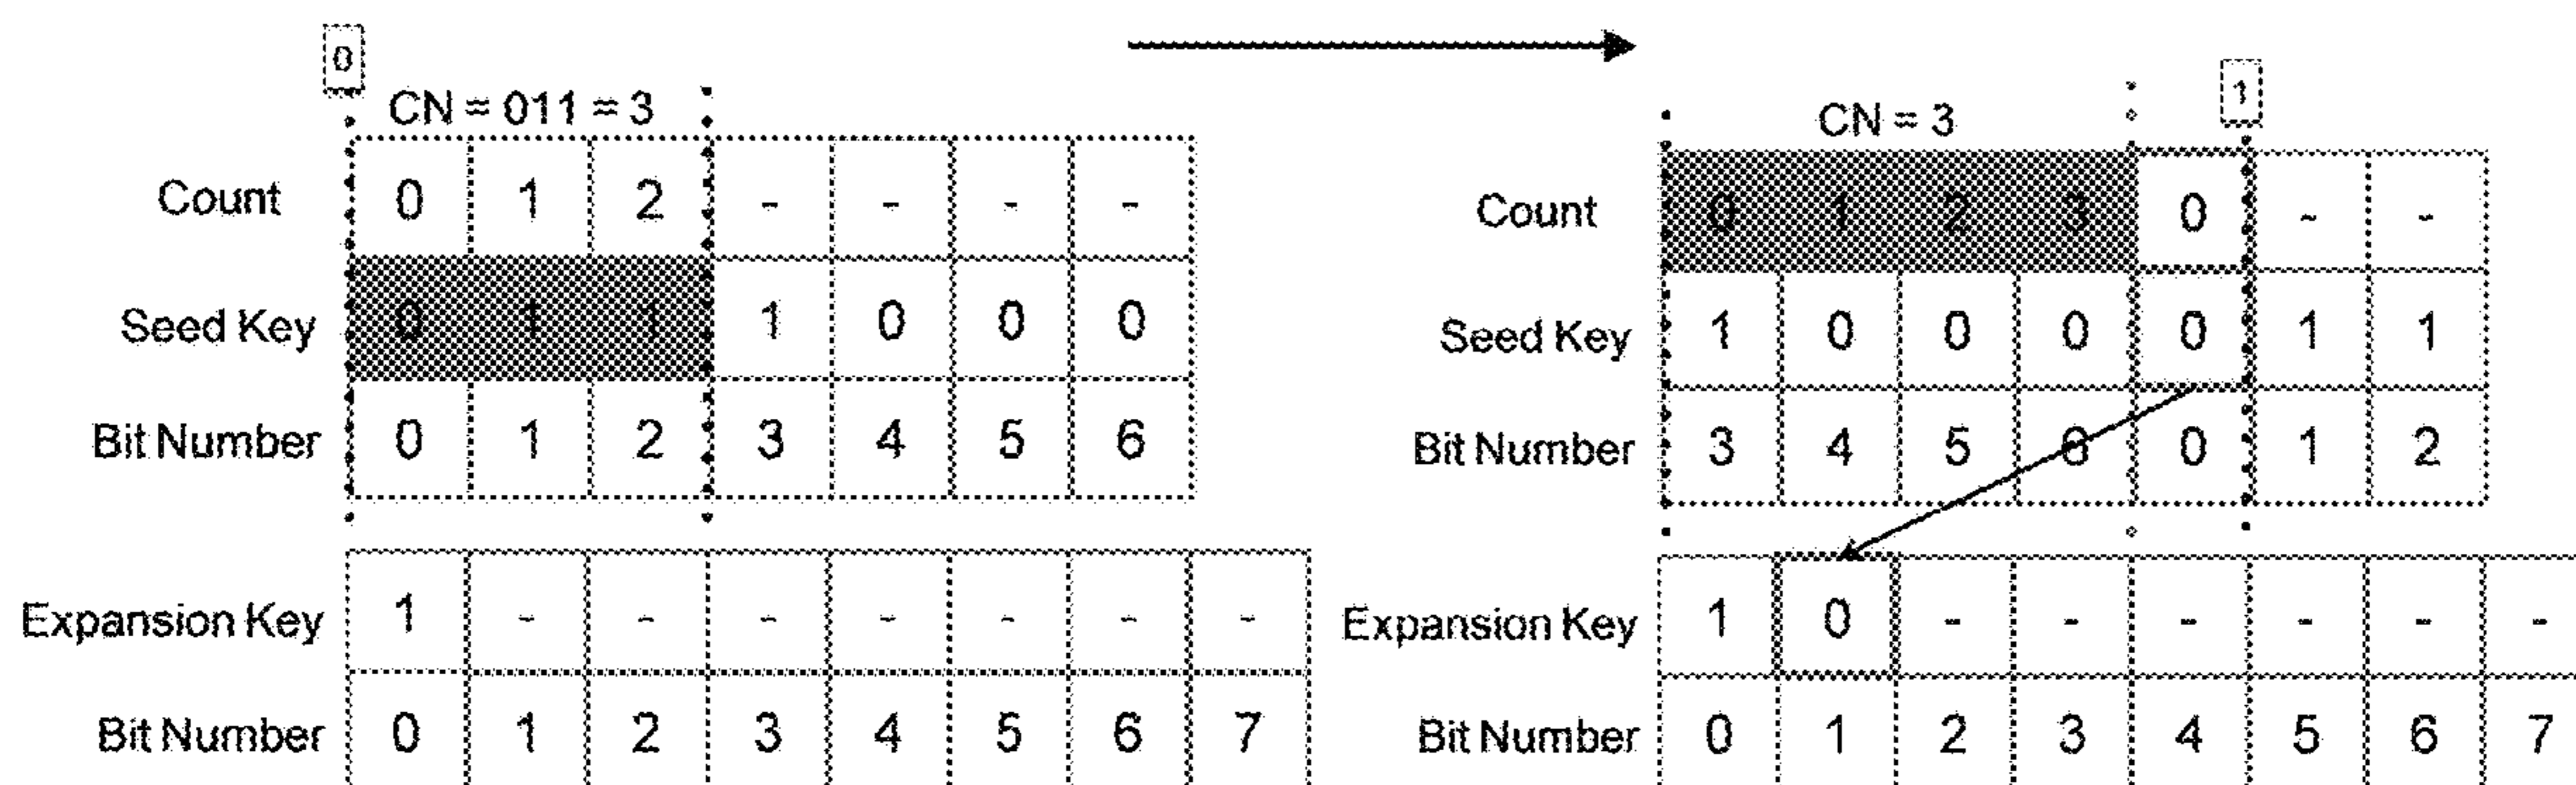 0
CN = 011 = 3
Count 0 1 2 - - - -
Seed Key 0 1 1 1 0 0 0
Bit Number 0 1 2 3 4 5 6
Expansion Key 1 - - - - - - -
Bit Number 0 1 2 3 4 5 6 7
1
CN = 3
Count 0 1 2 3 0 - -
Seed Key 1 0 0 0 0 1 1
Bit Number 3 4 5 6 0 1 2
Expansion Key 1 0 - - - - - -
Bit Number 0 1 2 3 4 5 6 7